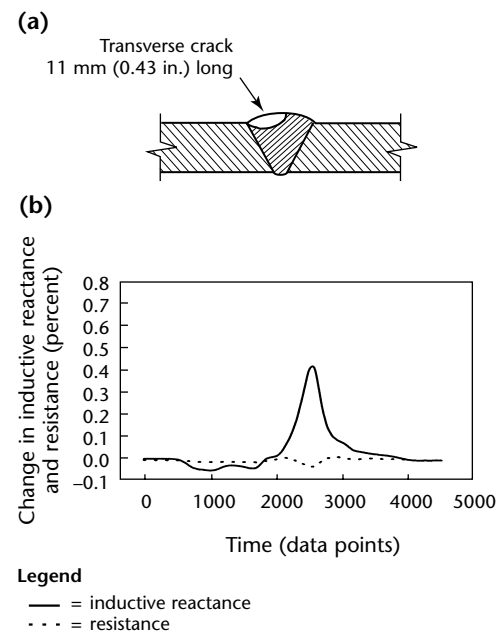 (a)
Transverse crack
11 mm (0.43 in.) long
(b)
Change in inductive reactance
and resistance (percent)
0.8
0.7
0.6
0.5
0.4
0.3
0.2
0.1
0.0
–0.1
0 1000 2000 3000 4000 5000
Time (data points)
Legend
= inductive reactance
= resistance